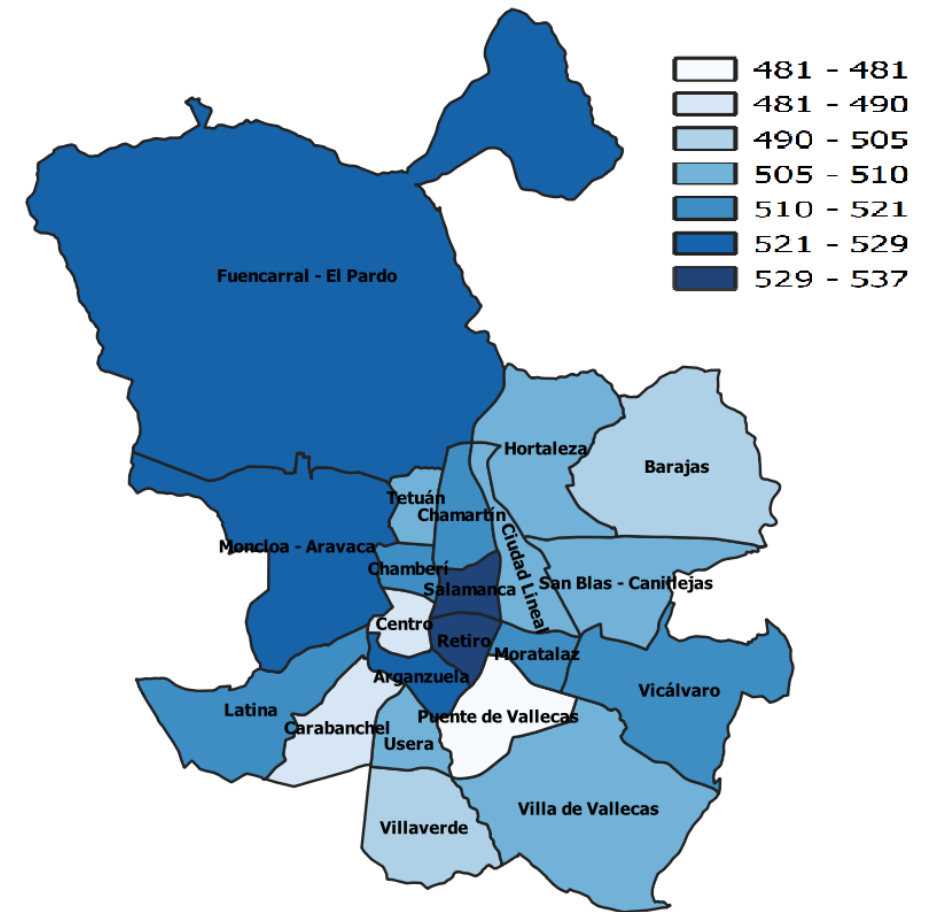 481 - 481
481 - 490
490 - 505
505 - 510
510 - 521
521 - 529
529 - 537
Fuencarral - El Pardo
Hortaleza
Barajas
Tetuán
Chamartín
Ciudad Lineal
Moncloa - Aravaca
Chamberí
Salamanca
San Blas - Canillejas
Centro
Retiro
Moratalaz
Arganzuela
Vicálvaro
Latina
Puente de Vallecas
Carabanchel
Usera
Villa de Vallecas
Villaverde